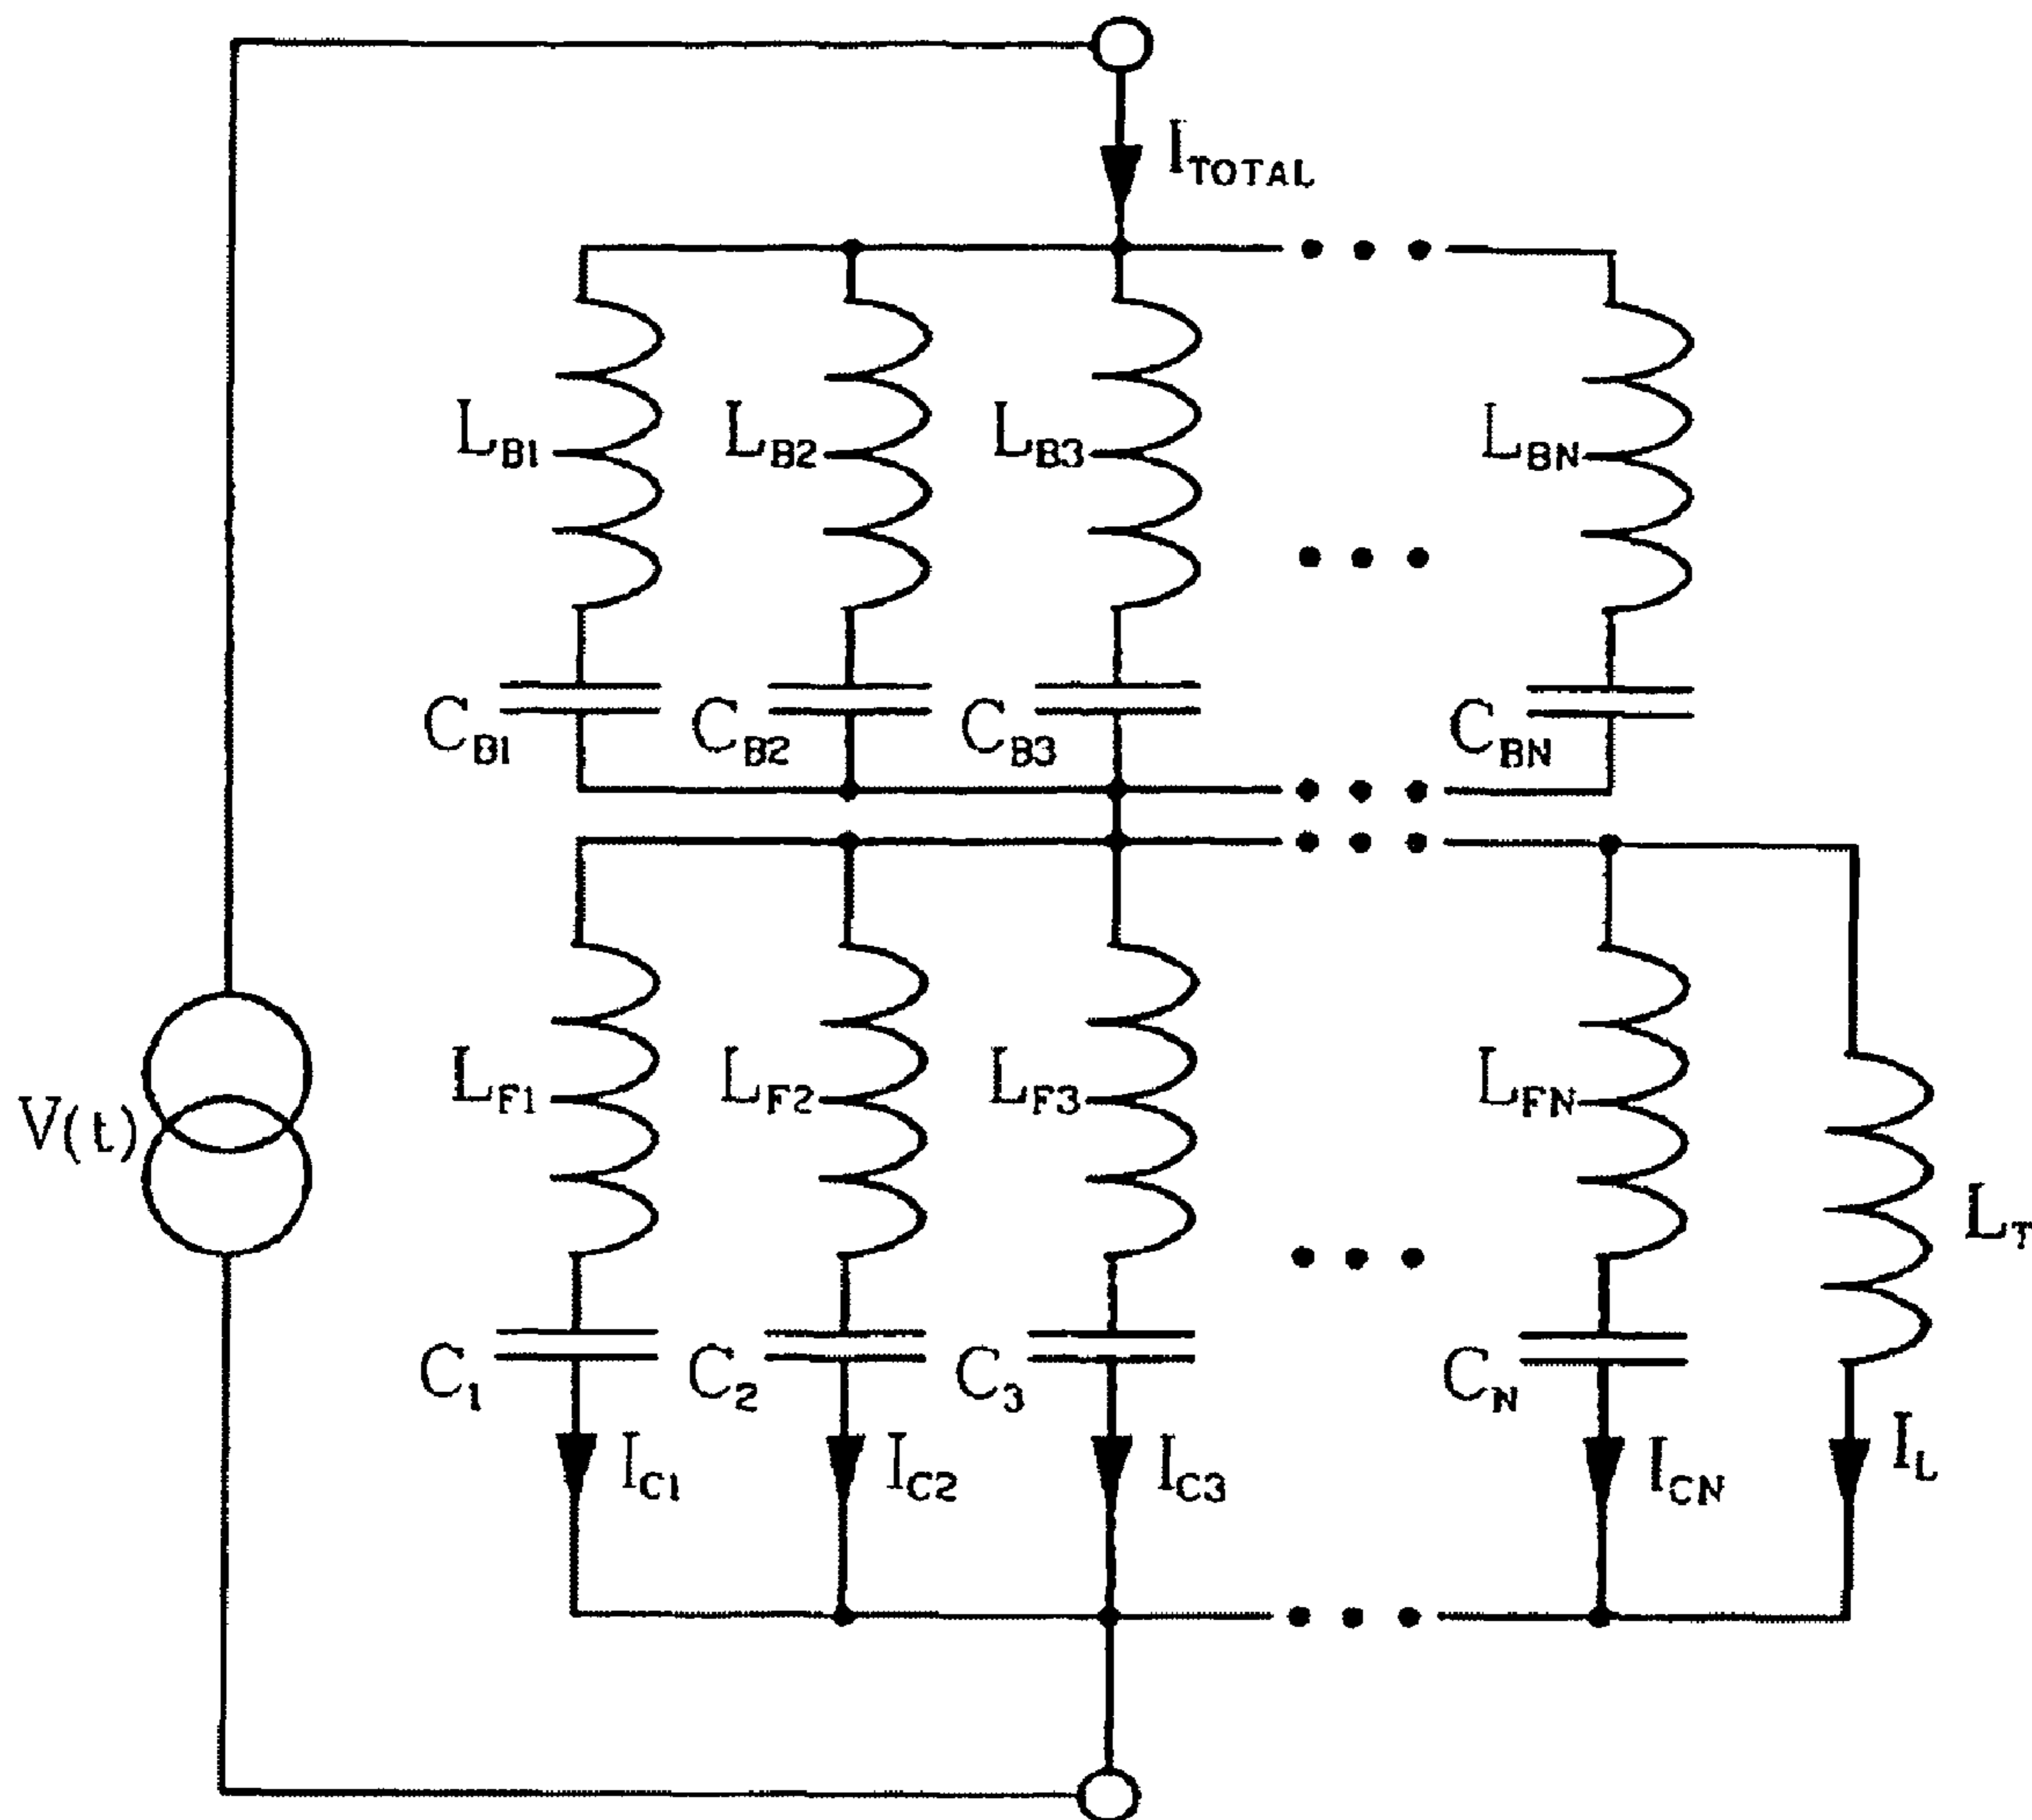 I_TOTAL
L_B1 L_B2 L_B3 L_BN
C_B1 C_B2 C_B3 C_BN
V(t)
L_F1 L_F2 L_F3 L_FN L_T
C_1 C_2 C_3 C_N
I_C1 I_C2 I_C3 I_CN I_L